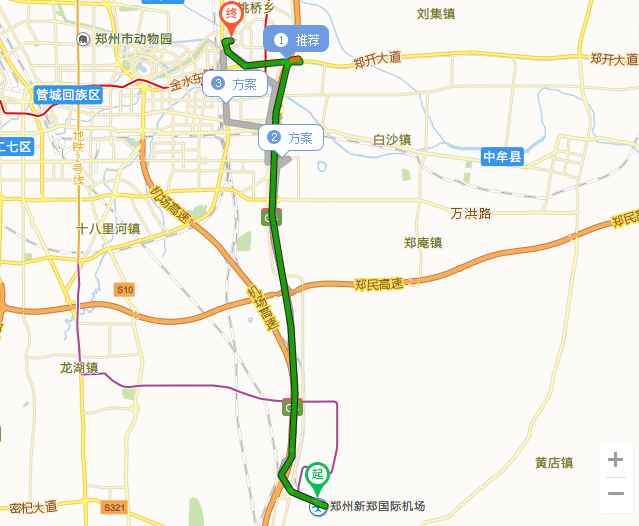 姚桥乡
刘集镇
终
郑州市动物园
1 推荐
郑开大道
郑开大道
金水东
3 方案
管城回族区
2 方案
白沙镇
二七区
中牟县
地铁2号线
机场高速
万洪路
郑民高
十八里河镇
郑庵镇
S10
郑民高速
机场高速
龙湖镇
黄店镇
起
郑州新郑国际机场
密杞大道
S321